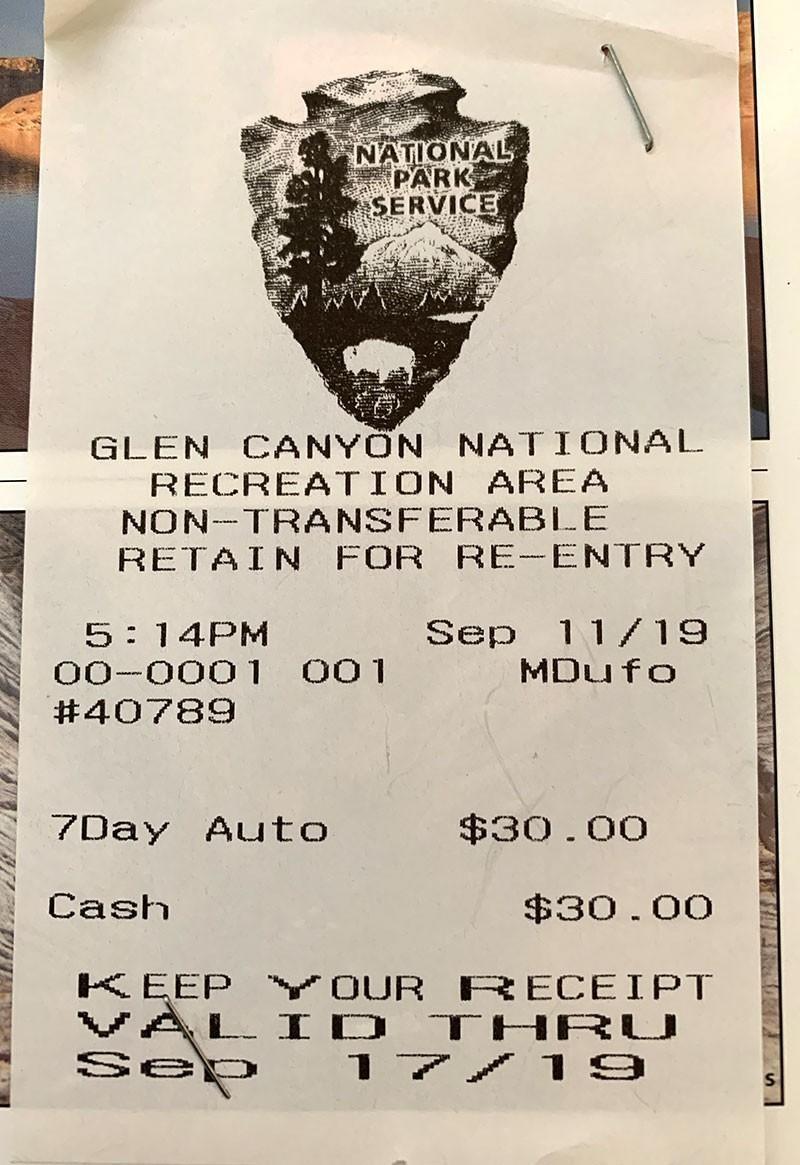 NATIONAL
PARK
SERVICE
GLEN CANYON NATIONAL
RECREATION AREA
NON-TRANSFERABLE
RETAIN FOR RE-ENTRY
5:14PM Sep 11/19
00-0001 001 MDufo
#40789
7Day Auto $30.00
Cash $30.00
KEEP YOUR RECEIPT
VALID THRU
Sep 17/19
s